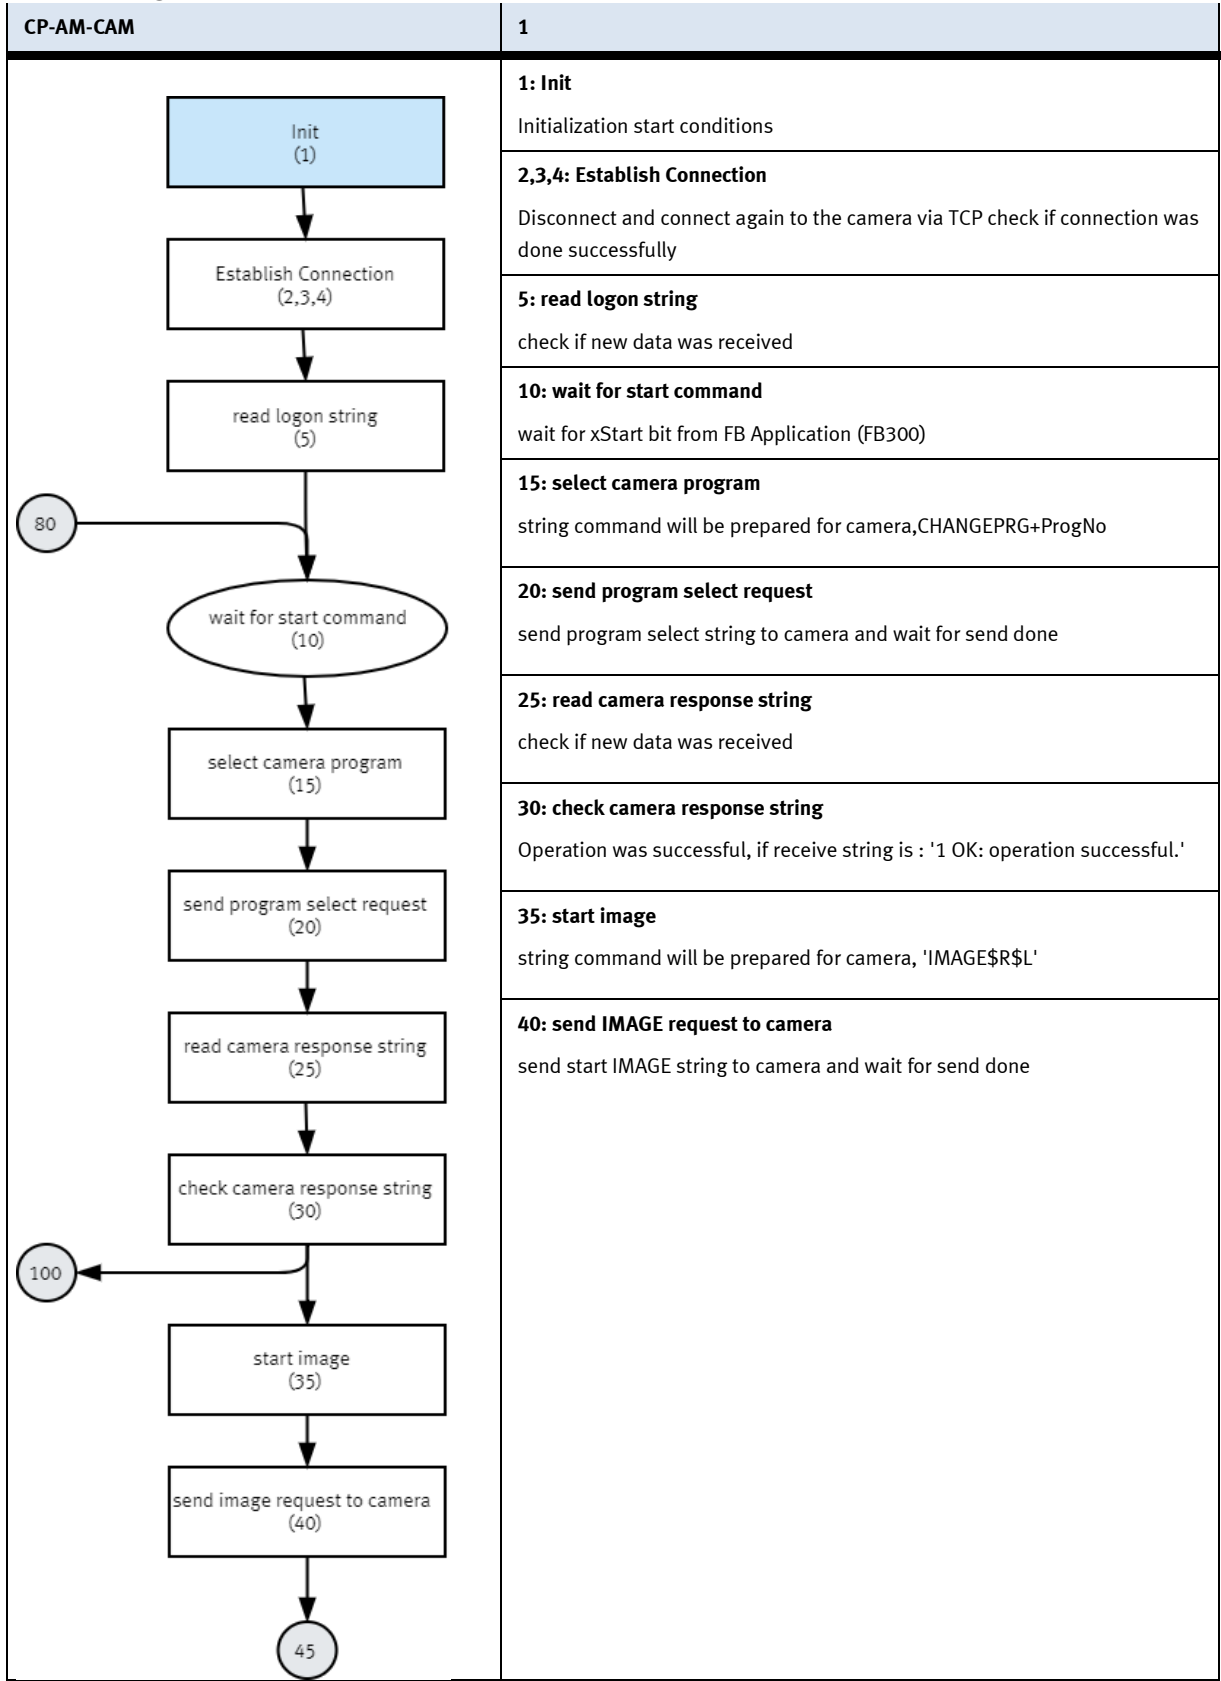 CP-AM-CAM
1
Init
(1)
Establish Connection
(2,3,4)
read logon string
(5)
80
wait for start command
(10)
select camera program
(15)
send program select request
(20)
read camera response string
(25)
check camera response string
(30)
100
start image
(35)
send image request to camera
(40)
45
1: Init
Initialization start conditions
2,3,4: Establish Connection
Disconnect and connect again to the camera via TCP check if connection was
done successfully
5: read logon string
check if new data was received
10: wait for start command
wait for xStart bit from FB Application (FB300)
15: select camera program
string command will be prepared for camera,CHANGEPRG+ProgNo
20: send program select request
send program select string to camera and wait for send done
25: read camera response string
check if new data was received
30: check camera response string
Operation was successful, if receive string is : '1 OK: operation successful.'
35: start image
string command will be prepared for camera, 'IMAGE$R$L'
40: send IMAGE request to camera
send start IMAGE string to camera and wait for send done